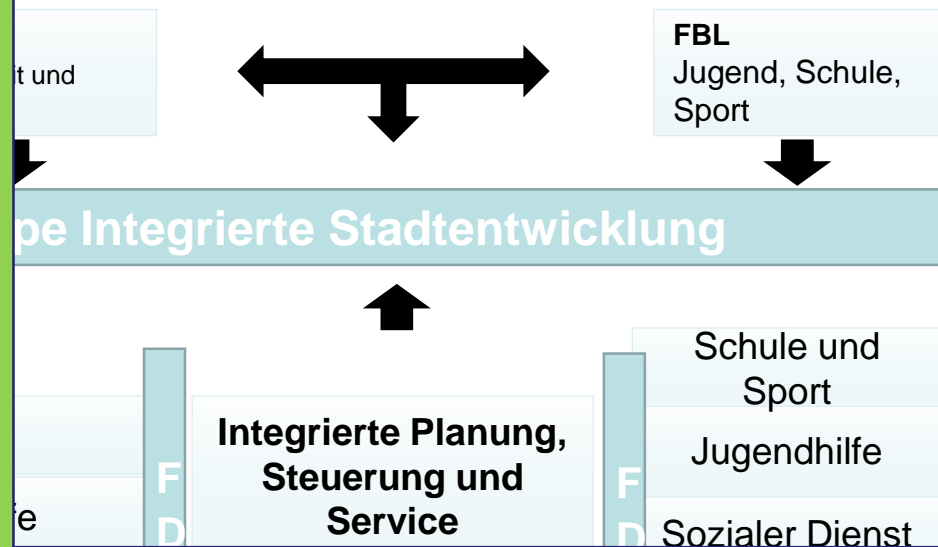 t und
FBL
Jugend, Schule,
Sport
pe Integrierte Stadtentwicklung
F
D
Integrierte Planung,
Steuerung und
Service
fe
F
D
Schule und
Sport
Jugendhilfe
Sozialer Dienst